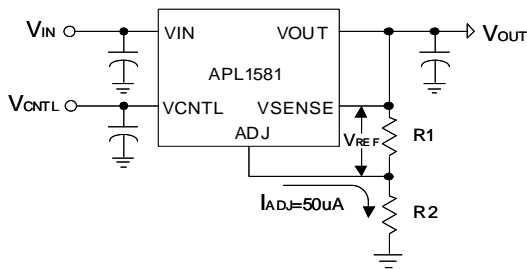 VIN
VIN
VOUT
VOUT
APL1581
VCNTL
VCNTL
VSENSE
ADJ
VREF
R1
IADJ=50uA
R2